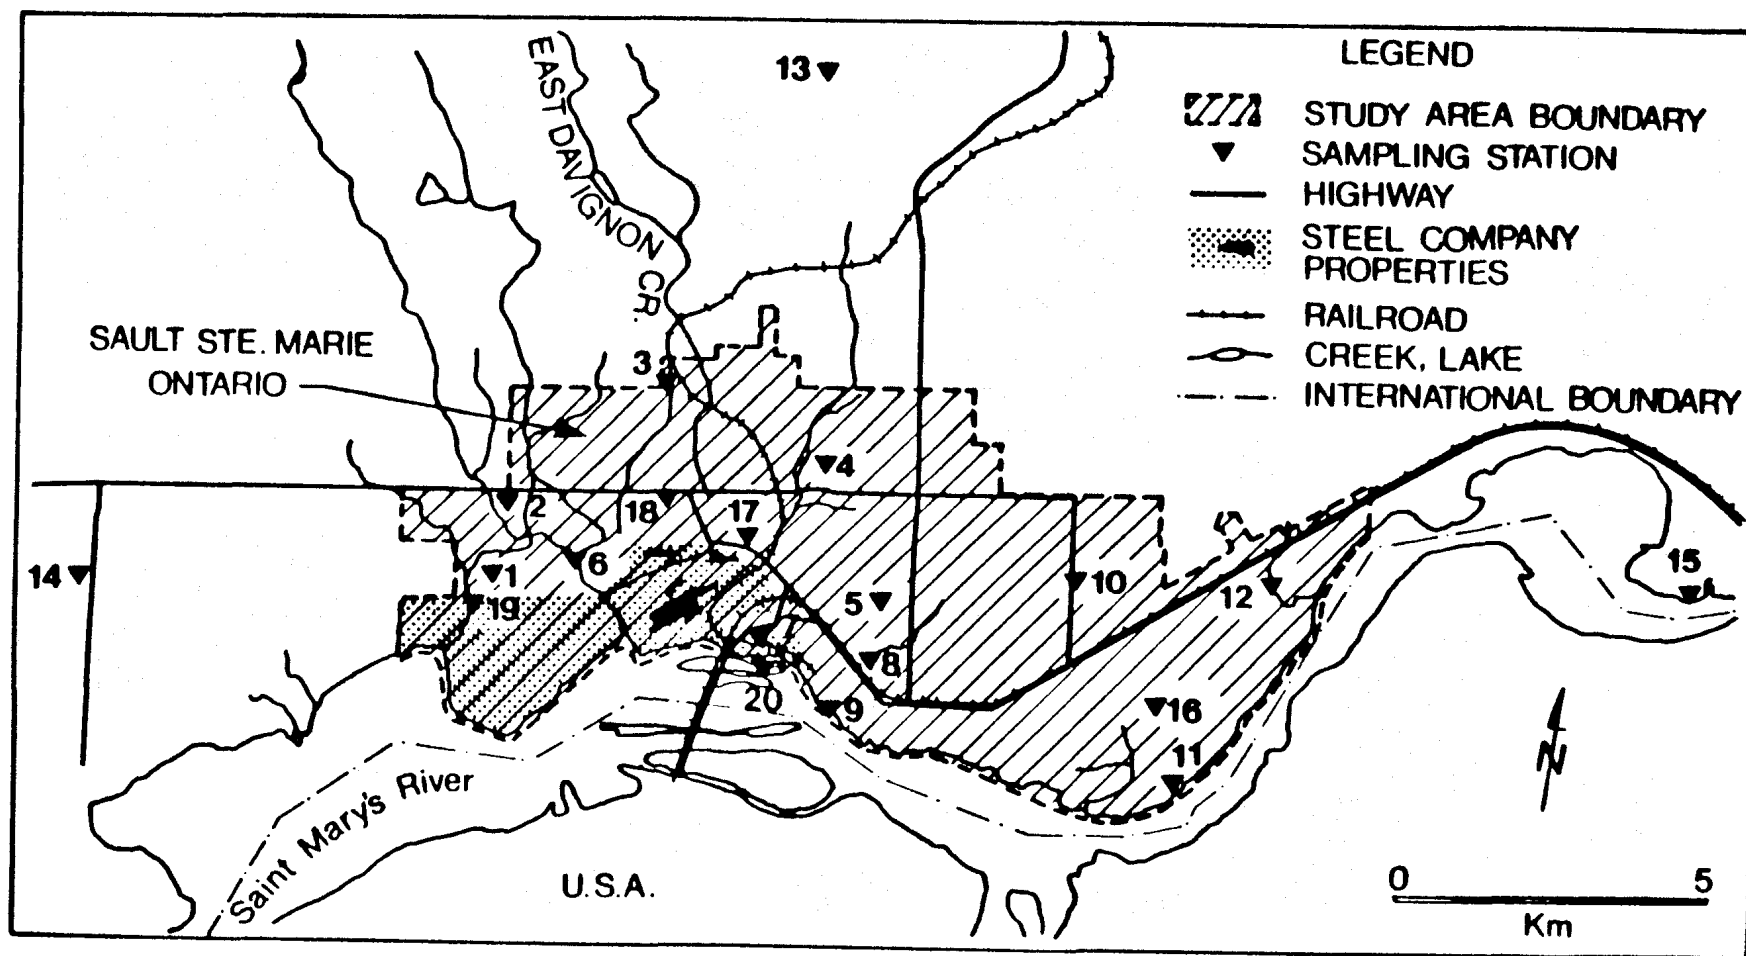 LEGEND
STUDY AREA BOUNDARY
SAMPLING STATION
HIGHWAY
STEEL COMPANY
PROPERTIES
RAILROAD
CREEK, LAKE
INTERNATIONAL BOUNDARY
EAST DAVIGNON CR.
13
SAULT STE. MARIE
ONTARIO
3
4
2
18
17
14
1
6
19
5
10
12
15
7
8
20
9
16
11
N
Saint Mary's River
U.S.A.
0 5
Km